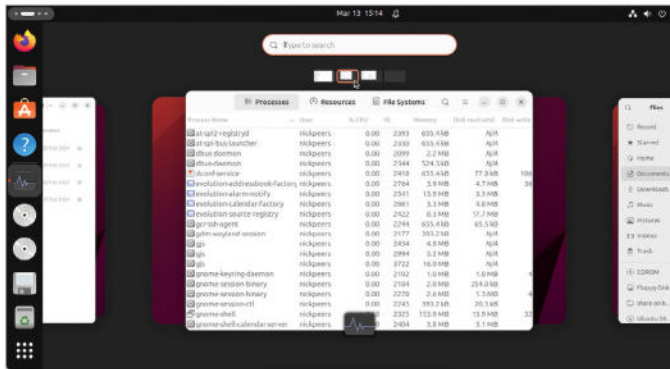 Mar 13 15:14
Type to search
Processes Resources File Systems
Process Name User % CPU ID Memory Disk read total Disk write
at-spi2-registryd nickpeers 0.00 2393 655.4 kB N/A
at-spi-bus-launcher nickpeers 0.00 2330 655.4 kB N/A
dbus-daemon nickpeers 0.00 2099 2.2 MB N/A
dbus-daemon nickpeers 0.00 2344 524.3 kB N/A
dconf-service nickpeers 0.00 2418 655.4 kB 77.8 kB
evolution-addressbook-factory nickpeers 0.00 2764 3.9 MB 4.7 MB
evolution-alarm-notify nickpeers 0.00 2541 13.9 MB 3.3 MB
evolution-calendar-factory nickpeers 0.00 3.3 MB 4.6 MB
evolution-source-registry nickpeers 0.00 2422 17.7 MB
gcr-ssh-agent nickpeers 0.00 2244 655.4 kB 65.5 kB
gdm-wayland-session nickpeers 0.00 2177 393.2 kB N/A
gjs nickpeers 0.00 2434 N/A
gjs nickpeers 0.00 2994 5.2 MB N/A
gjs nickpeers 0.00 3722 16.0 MB N/A
gnome-keyring-daemon nickpeers 0.00 2192 1.0 MB 1.0 MB
gnome-session-binary nickpeers 0.00 2184 2.0 MB 254.0 kB
gnome-session-binary nickpeers 0.00 2278 2.6 MB 1.5 MB
gnome-session-ctl nickpeers 0.00 2245 393.2 kB 20.5 kB
gnome-shell nickpeers 2325 153.9 MB 13.9 MB
gnome-shell-calendar-server nickpeers 2404 3.8 MB 3.1 MB
Files
Recent
Starred
Home
Documents
Downloads
Music
Pictures
Videos
Trash
CDROM
Floppy Disk
share on
Ubuntu 24